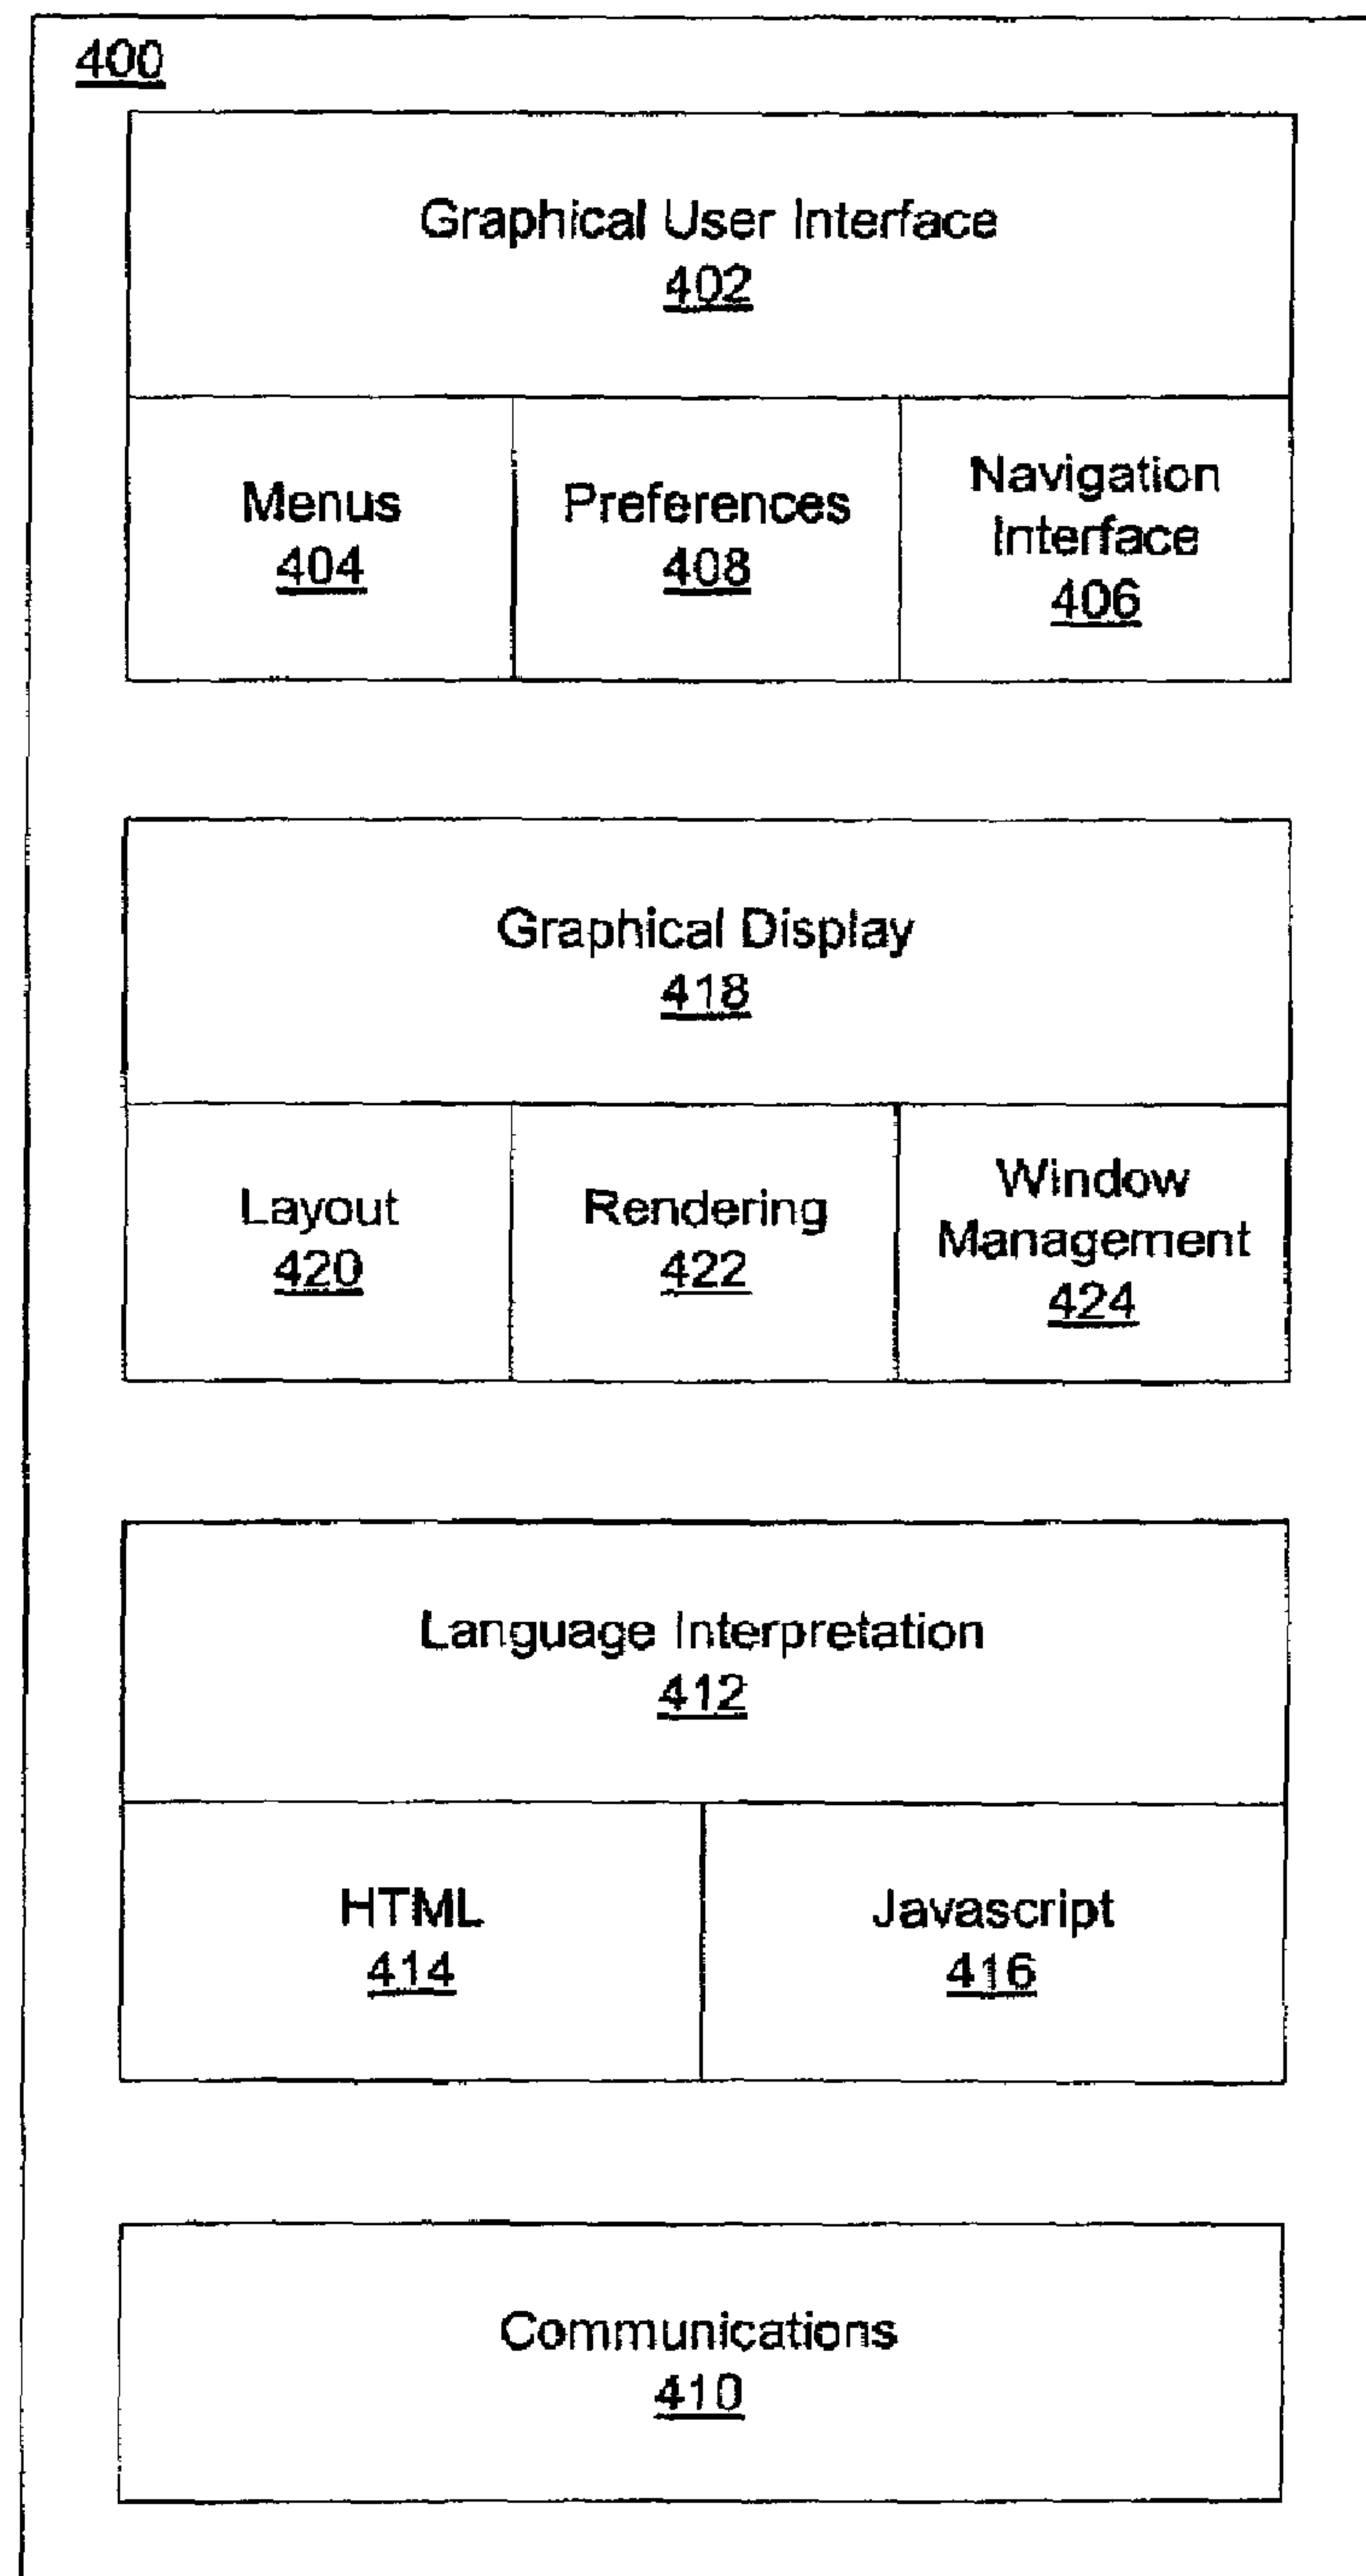 400
Graphical User Interface
402
Menus
404
Preferences
408
Navigation
Interface
406
Graphical Display
418
Layout
420
Rendering
422
Window
Management
424
Language Interpretation
412
HTML
414
Javascript
416
Communications
410